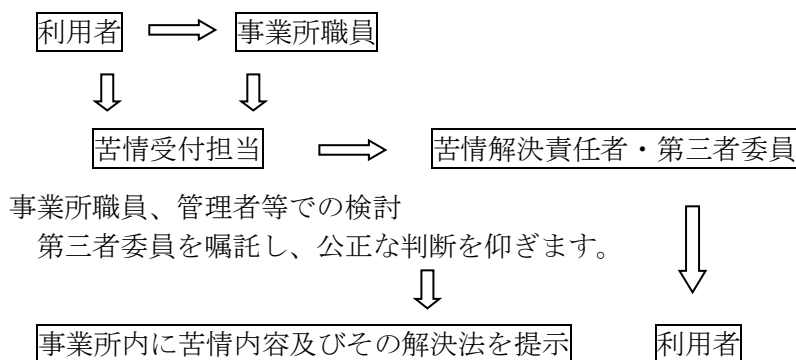 利用者 事業所職員
苦情受付担当 苦情解決責任者・第三者委員
事業所職員、管理者等での検討
第三者委員を嘱託し、公正な判断を仰ぎます。
事業所内に苦情内容及びその解決法を提示 利用者